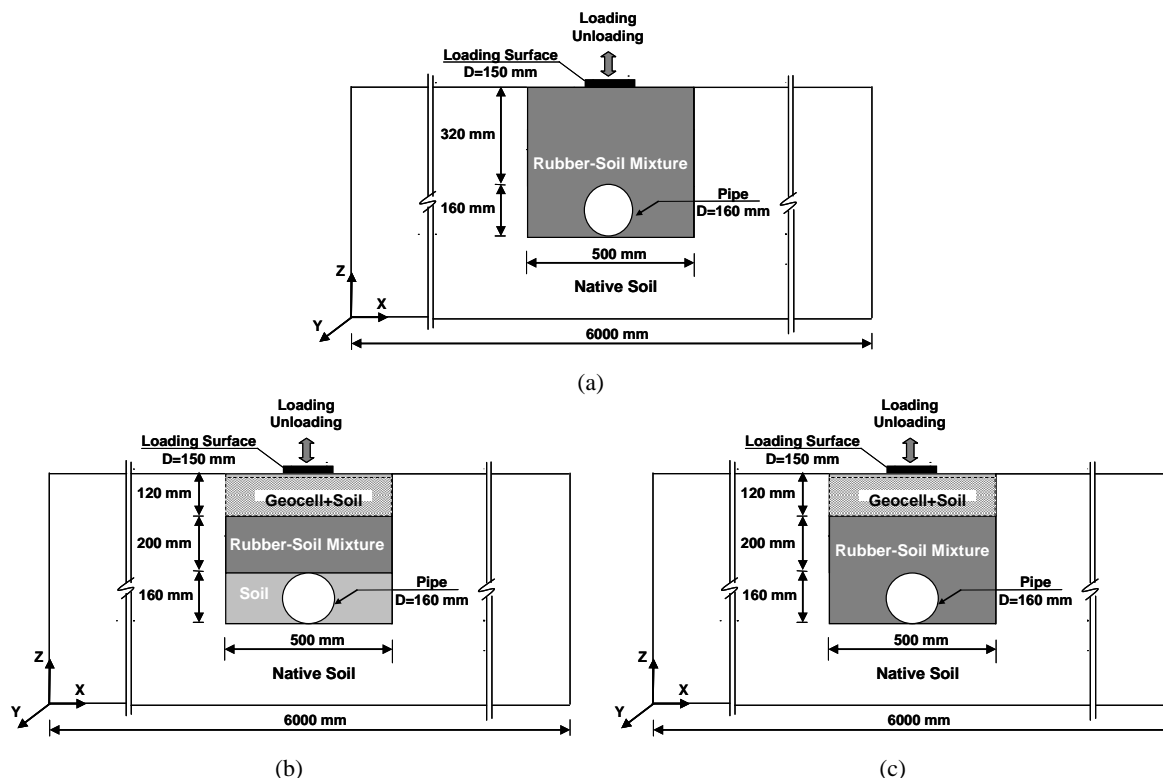 Loading
Unloading
Loading Surface
D=150 mm
320 mm
Rubber-Soil Mixture
160 mm
Pipe
D=160 mm
500 mm
Native Soil
Z
X
Y
6000 mm
(a)
Loading
Unloading
Loading Surface
D=150 mm
120 mm
Geocell+Soil
200 mm
Rubber-Soil Mixture
160 mm
Soil
Pipe
D=160 mm
500 mm
Native Soil
Z
X
Y
6000 mm
(b)
Loading
Unloading
Loading Surface
D=150 mm
120 mm
Geocell+Soil
200 mm
Rubber-Soil Mixture
160 mm
Pipe
D=160 mm
500 mm
Native Soil
Z
X
Y
6000 mm
(c)